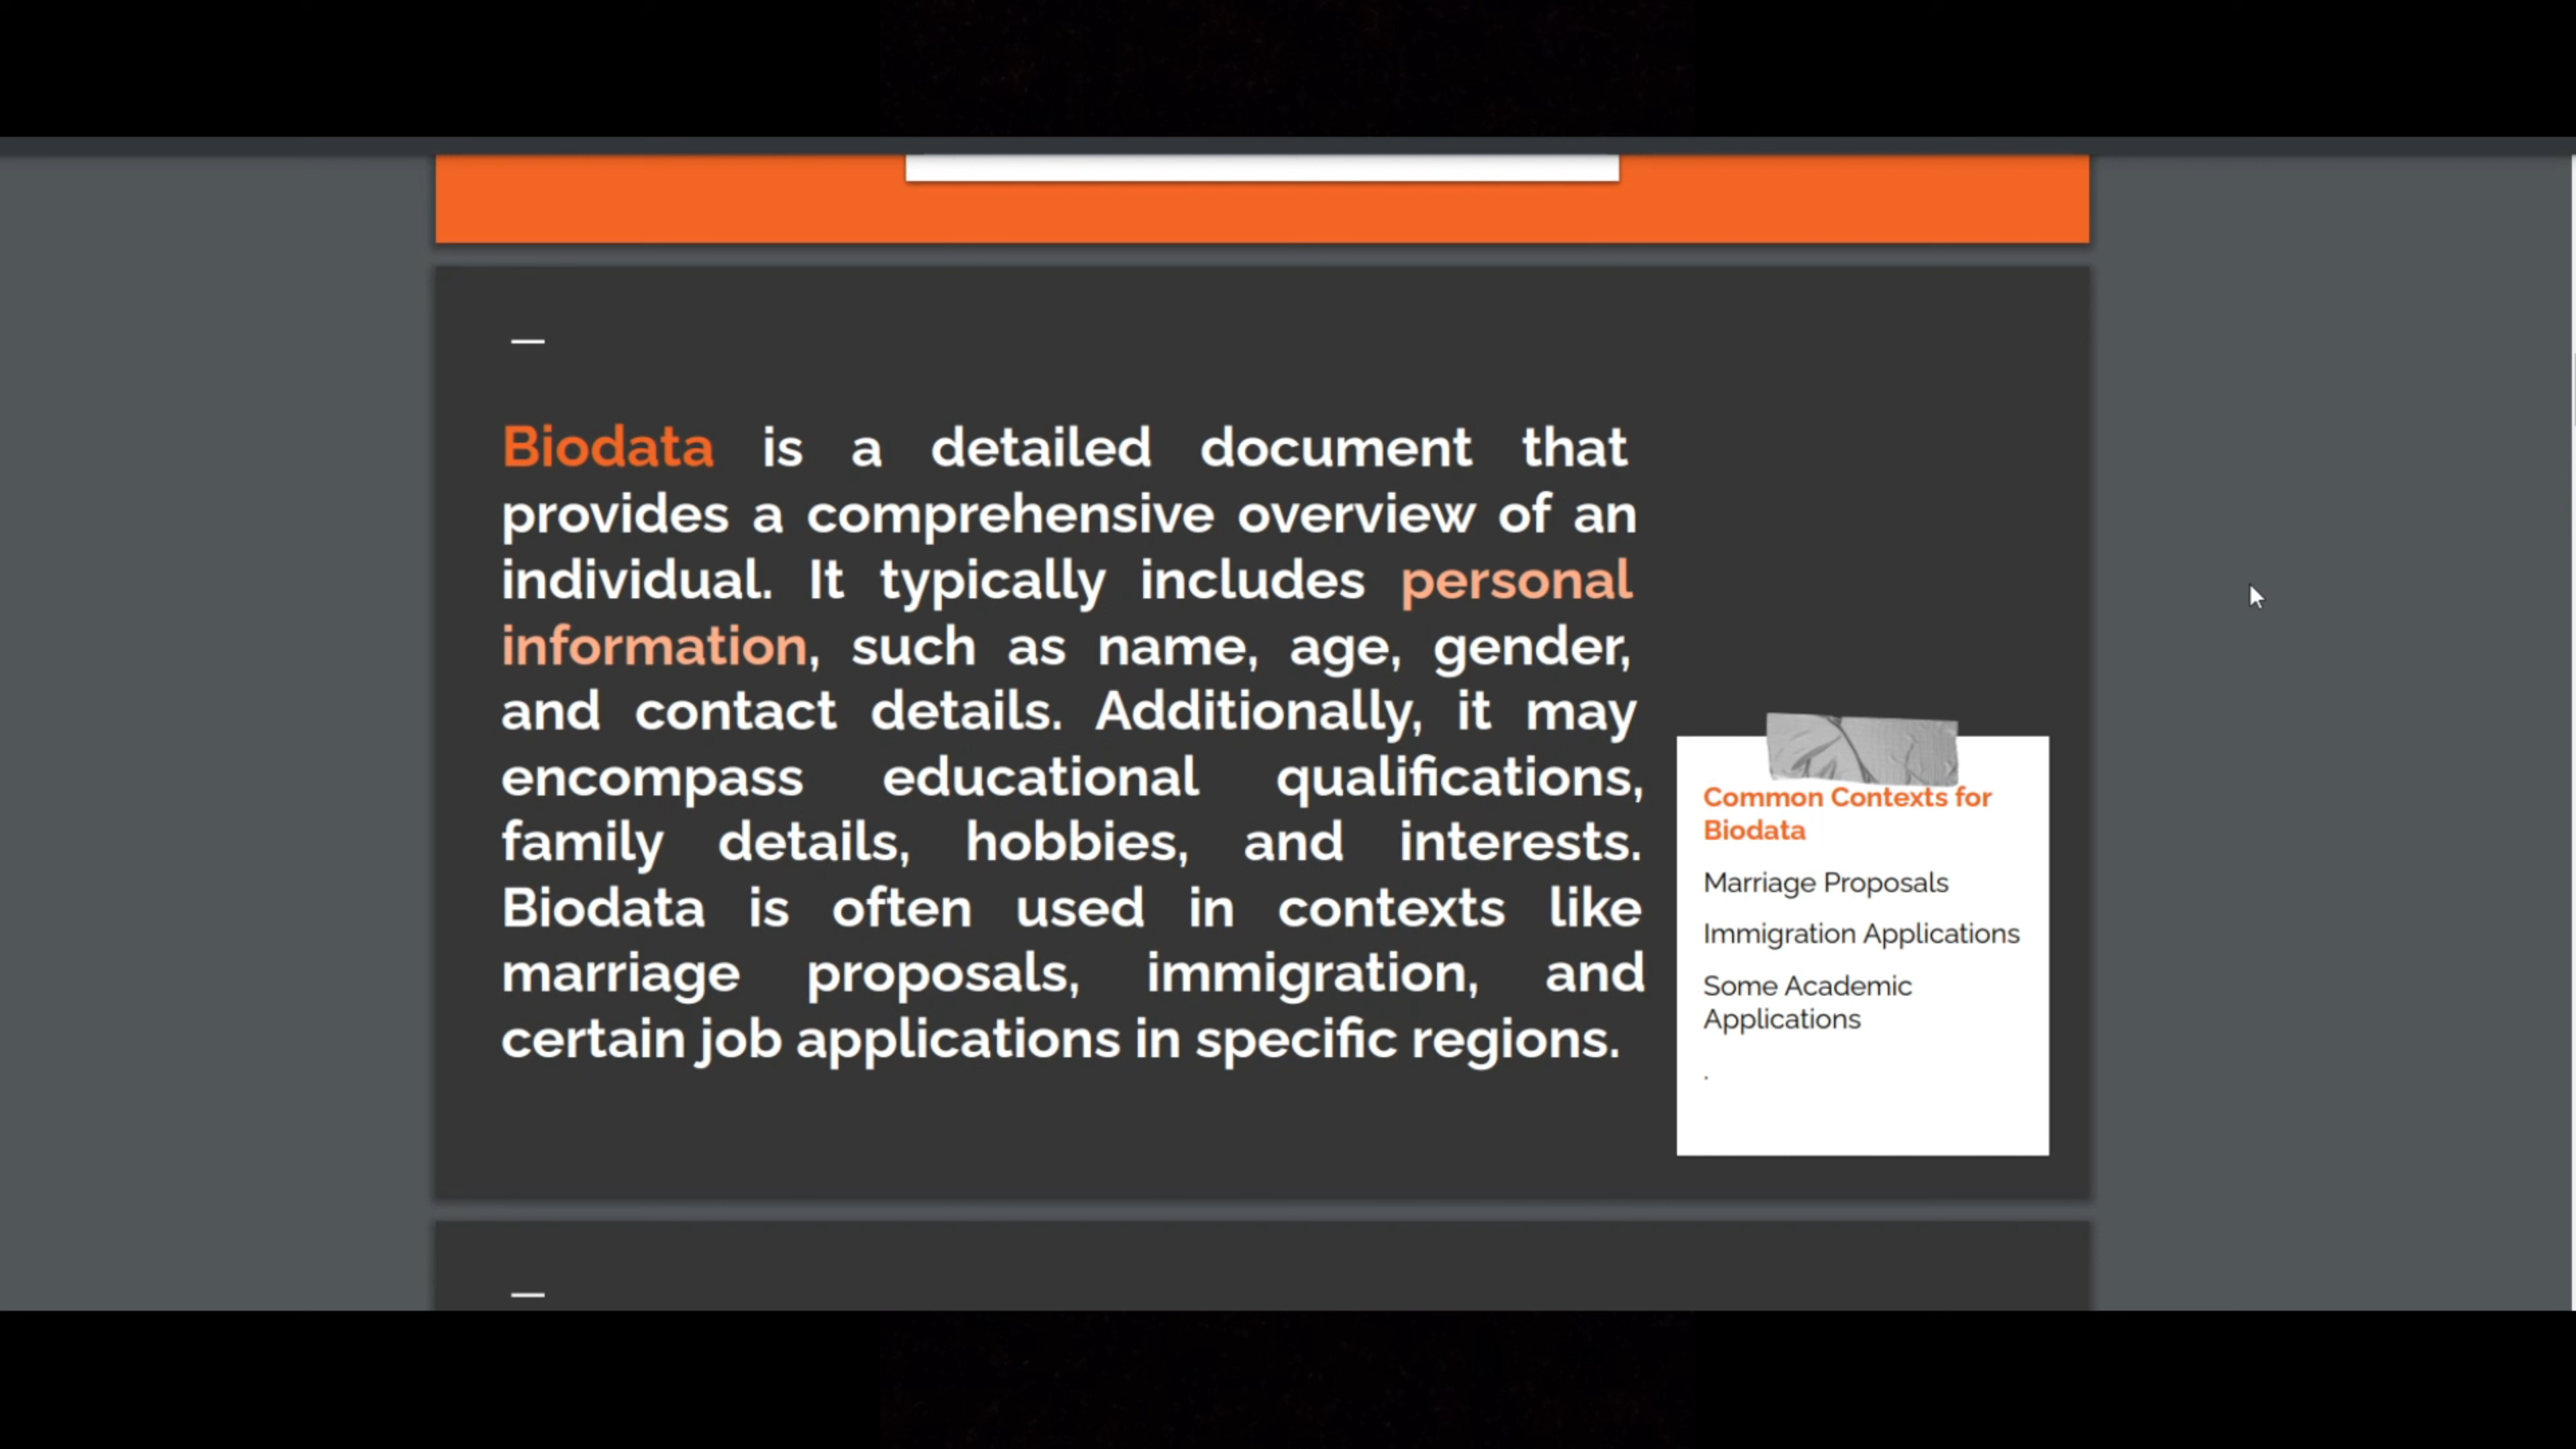 Biodata is a detailed document that
provides a comprehensive overview of an
individual. It typically includes personal
information, such as name, age, gender,
and contact details. Additionally, it may
encompass educational qualifications,
family details, hobbies, and interests.
Biodata is often used in contexts like
marriage proposals, immigration, and
certain job applications in specific regions.
Common Contexts for
Biodata
Marriage Proposals
Immigration Applications
Some Academic
Applications
.